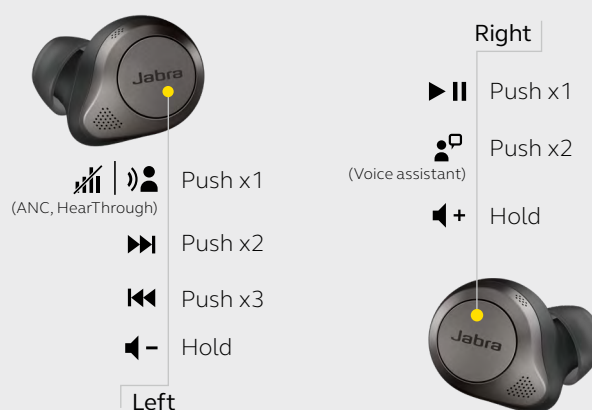 Jabra
Push x1
(ANC, HearThrough)
Push x2
Push x3
Hold
Left
Right
Push x1
Push x2
(Voice assistant)
Hold
Jabra